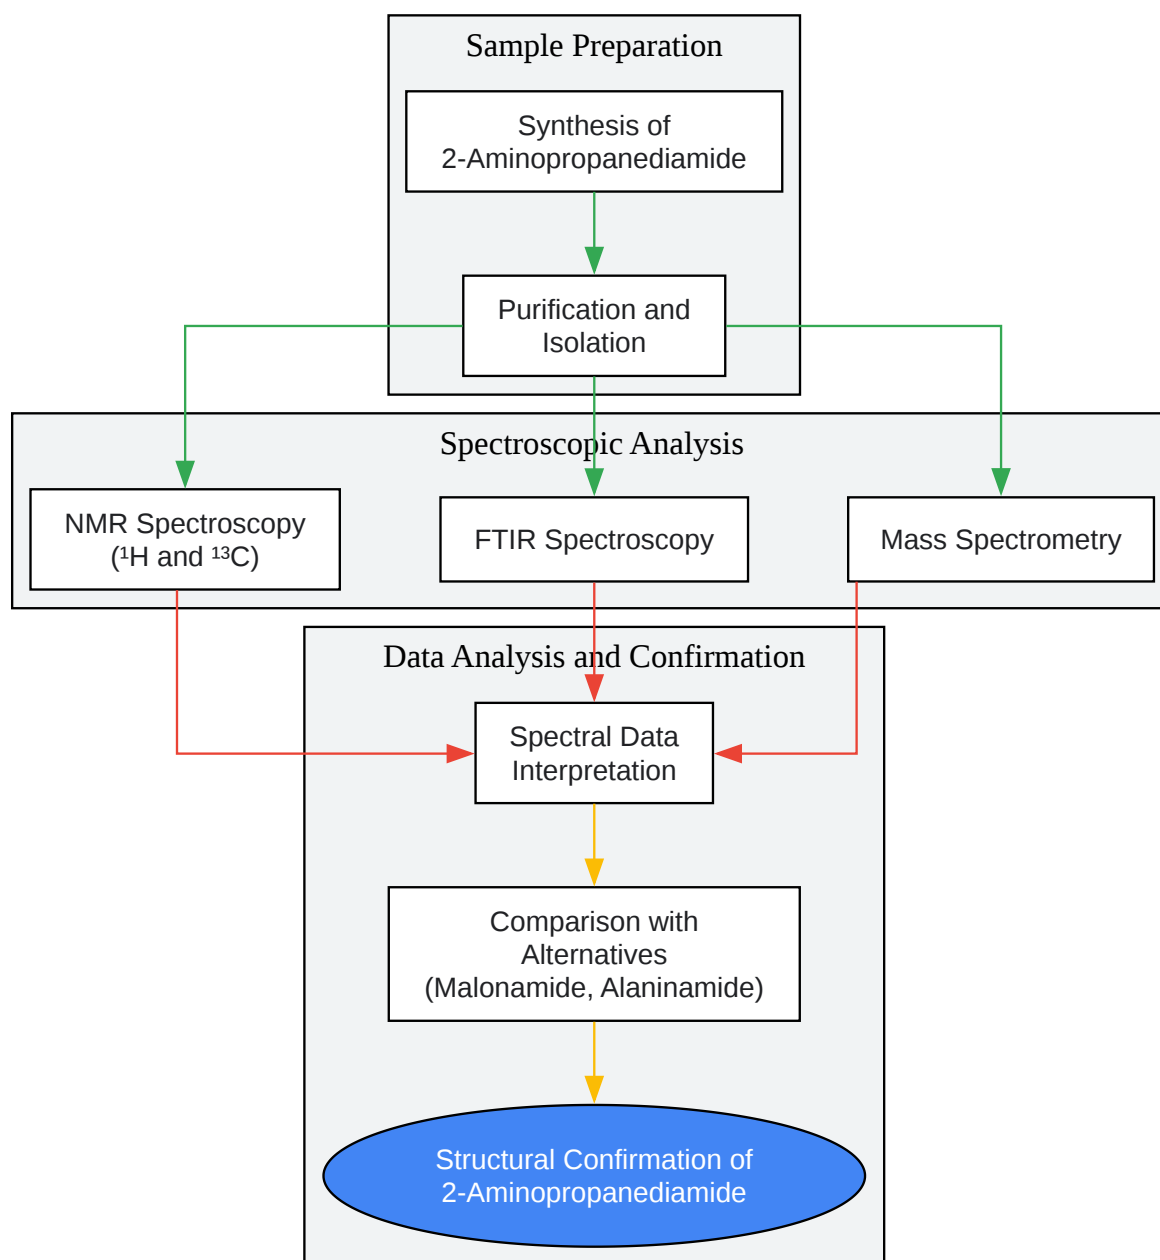 Sample Preparation
Synthesis of
2-Aminopropanediamide
Purification and
Isolation
Spectroscopic Analysis
NMR Spectroscopy
(¹H and ¹³C)
FTIR Spectroscopy
Mass Spectrometry
Data Analysis and Confirmation
Spectral Data
Interpretation
Comparison with
Alternatives
(Malonamide, Alaninamide)
Structural Confirmation of
2-Aminopropanediamide